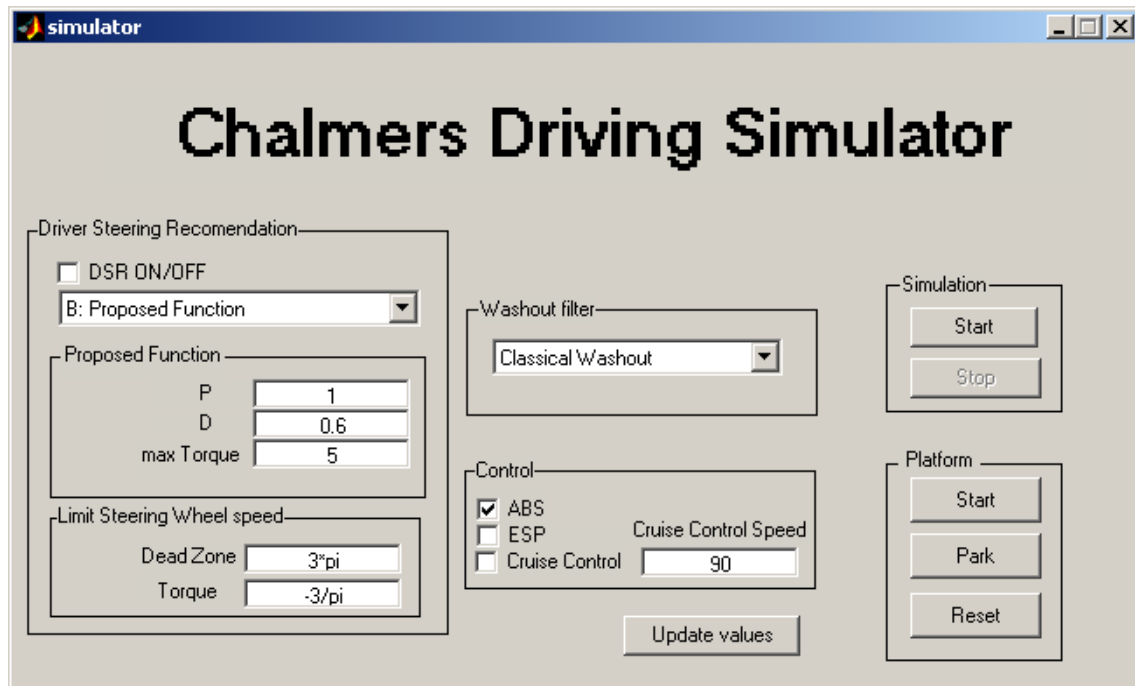 simulator
Chalmers Driving Simulator
Driver Steering Recomendation
DSR ON/OFF
B: Proposed Function
Proposed Function
P 1
D 0.6
max Torque 5
Limit Steering Wheel speed
Dead Zone 3*pi
Torque -3/pi
Washout filter
Classical Washout
Control
ABS
ESP
Cruise Control
Cruise Control Speed
90
Update values
Simulation
Start
Stop
Platform
Start
Park
Reset